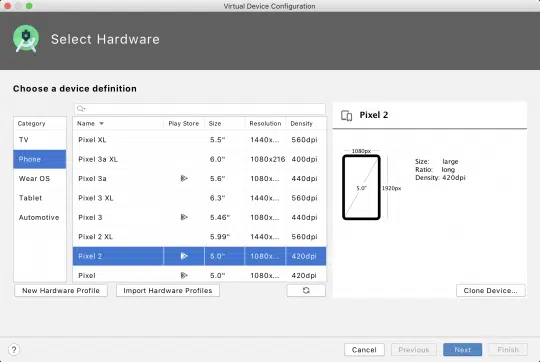 Virtual Device Configuration
Select Hardware
Choose a device definition
Category Name Play Store Size Resolution Density
TV Pixel XL 5.5" 1440x... 560dpi
Phone Pixel 3a XL 6.0" 1080x216 400dpi
Wear OS Pixel 3a 5.6" 1080x... 440dpi
Tablet Pixel 3 XL 6.3" 1440x... 560dpi
Automotive Pixel 3 5.46" 1080x... 440dpi
Pixel 2 XL 5.99" 1440x... 560dpi
Pixel 2 5.0" 1080x... 420dpi
Pixel 5.0" 1080x... 420dpi
New Hardware Profile Import Hardware Profiles
Pixel 2
1080px
5.0"
1920px
Size: large
Ratio: long
Density: 420dpi
Clone Device...
? Cancel Previous Next Finish